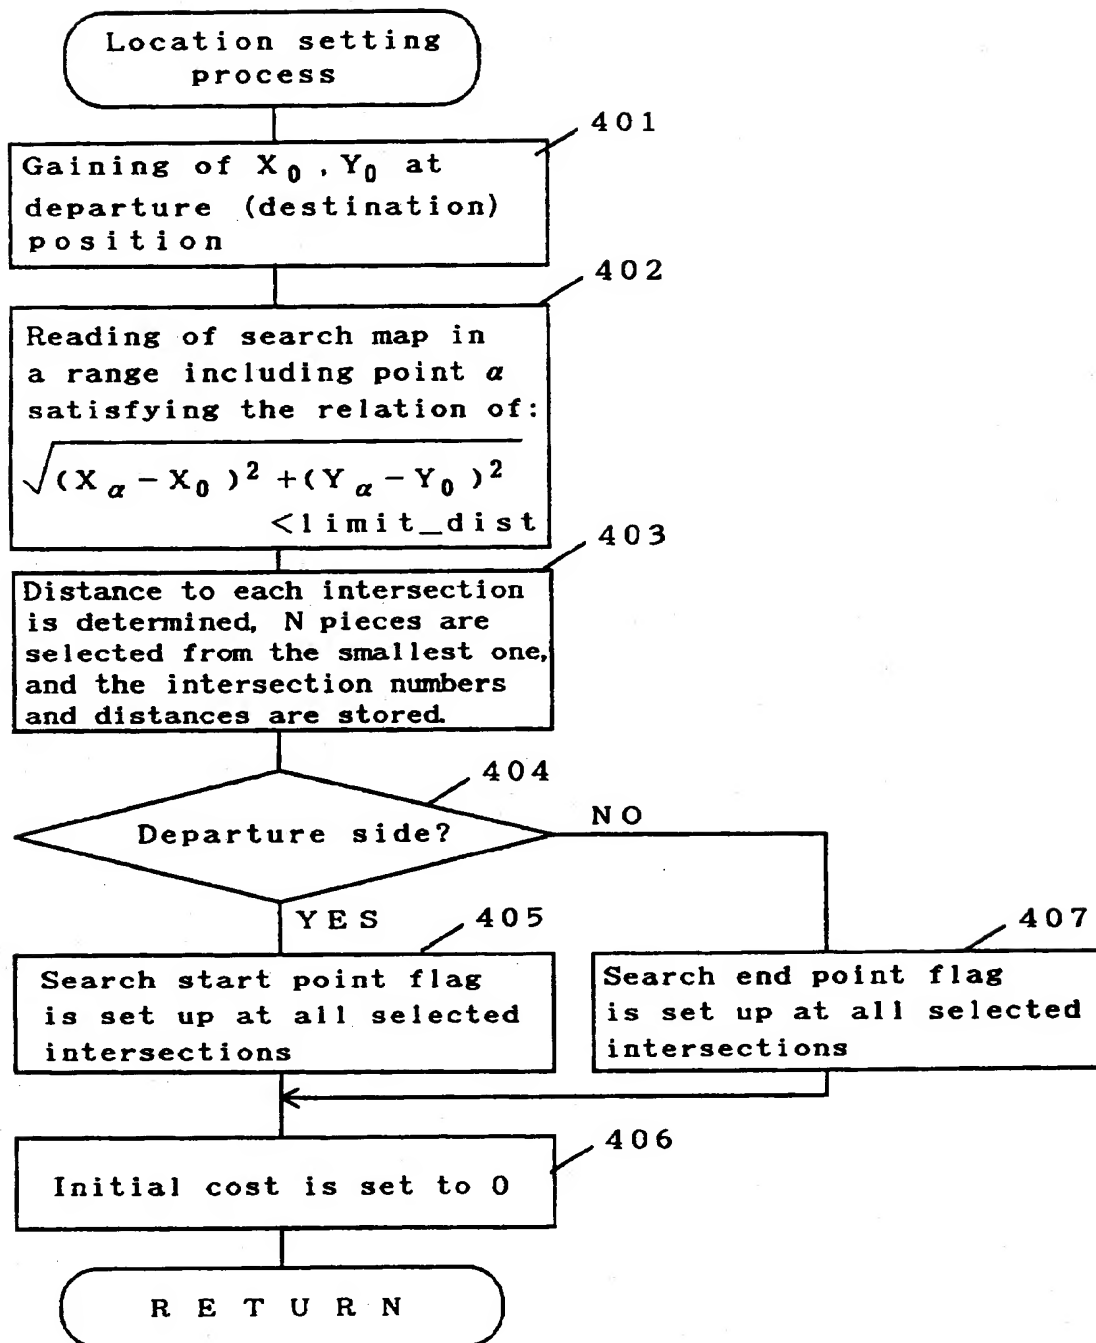 Location setting
process
401
Gaining of X₀ , Y₀ at
departure (destination)
position
402
Reading of search map in
a range including point α
satisfying the relation of:
√(X_α − X₀ )² +(Y_α − Y₀ )²
<limit_dist
403
Distance to each intersection
is determined, N pieces are
selected from the smallest one,
and the intersection numbers
and distances are stored.
404
Departure side?
NO
YES
405
Search start point flag
is set up at all selected
intersections
407
Search end point flag
is set up at all selected
intersections
406
Initial cost is set to 0
RETURN